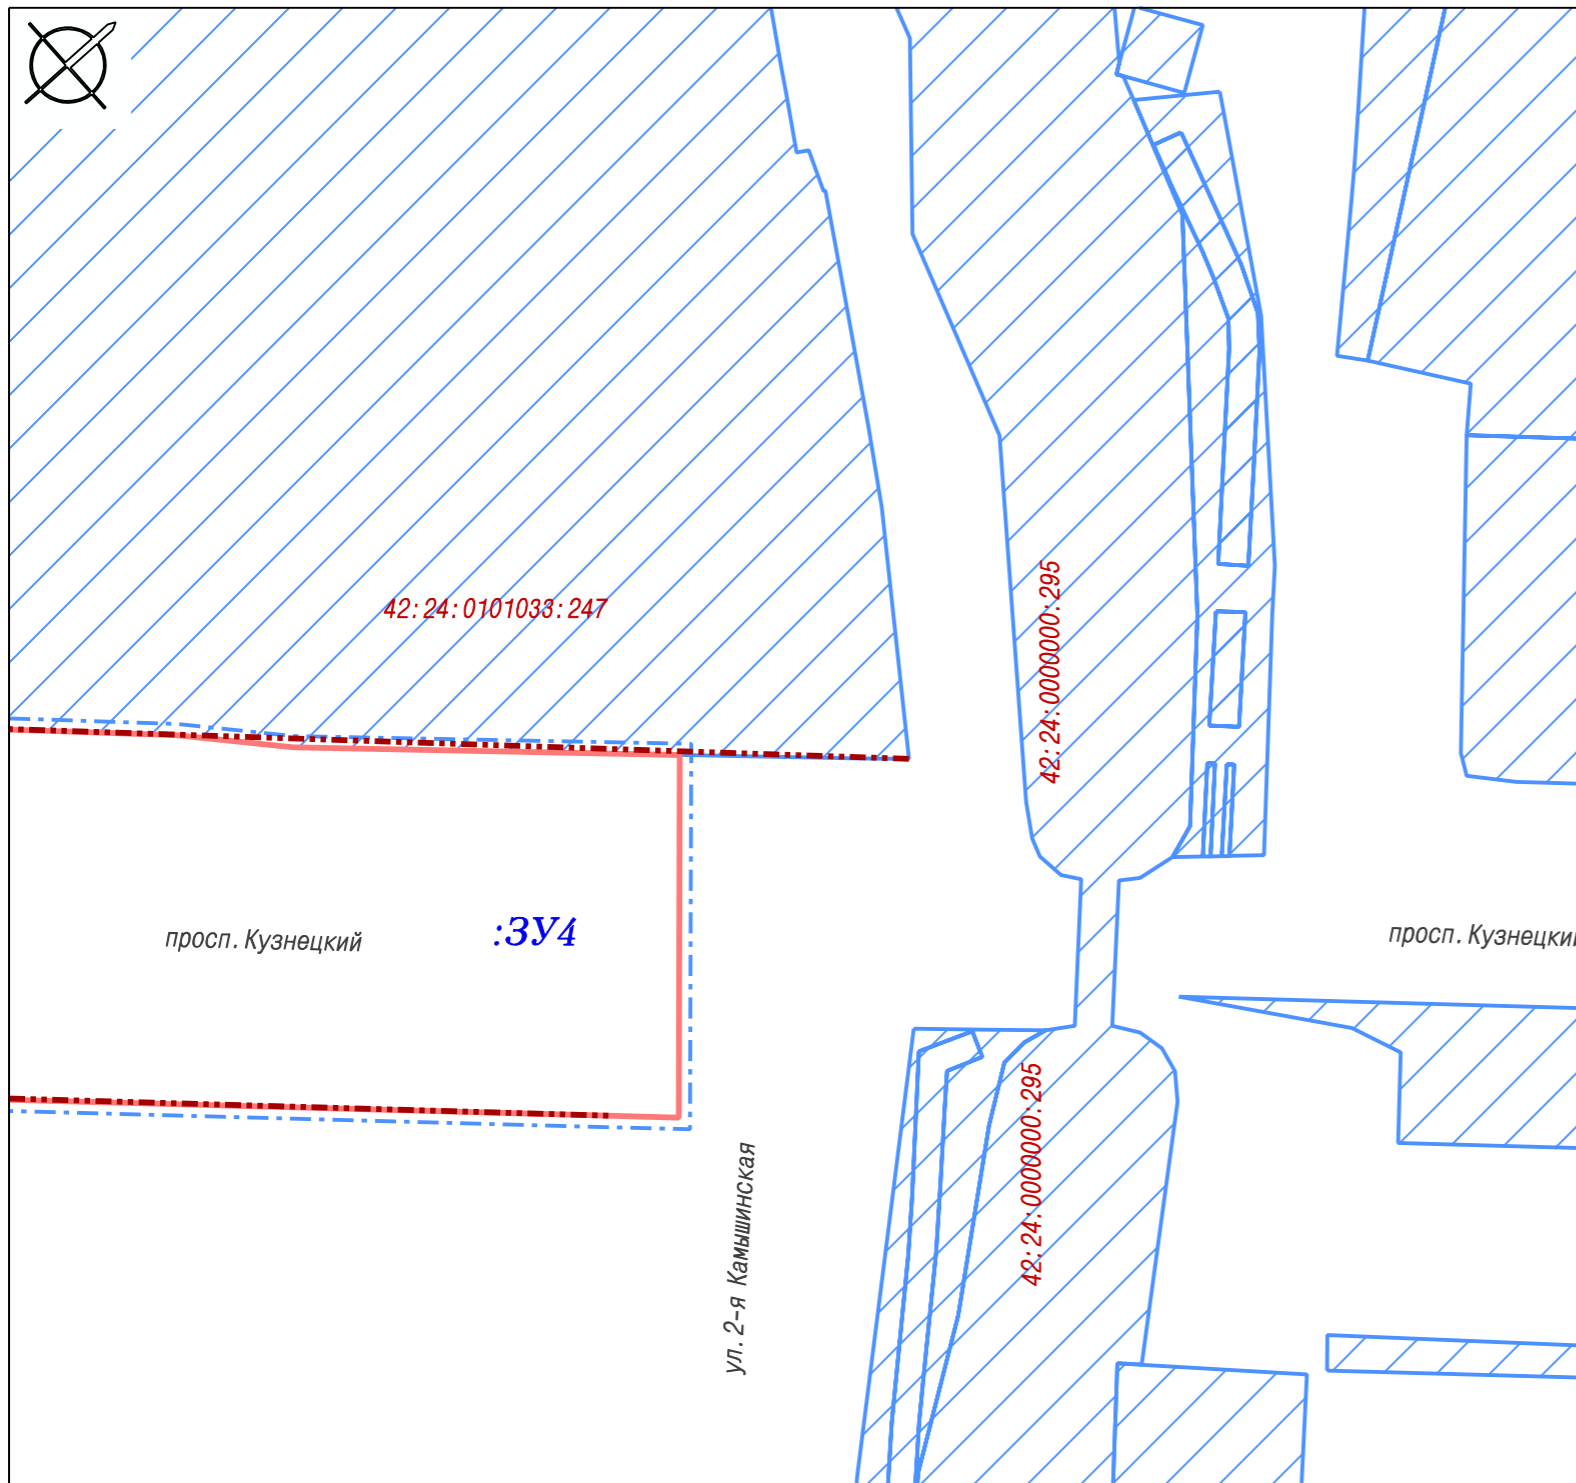 42:24:0101033:247
42:24:0000000:295
просп. Кузнецкий
:ЗУ4
просп. Кузнецкий
42:24:0000000:295
ул. 2-я Камышинская